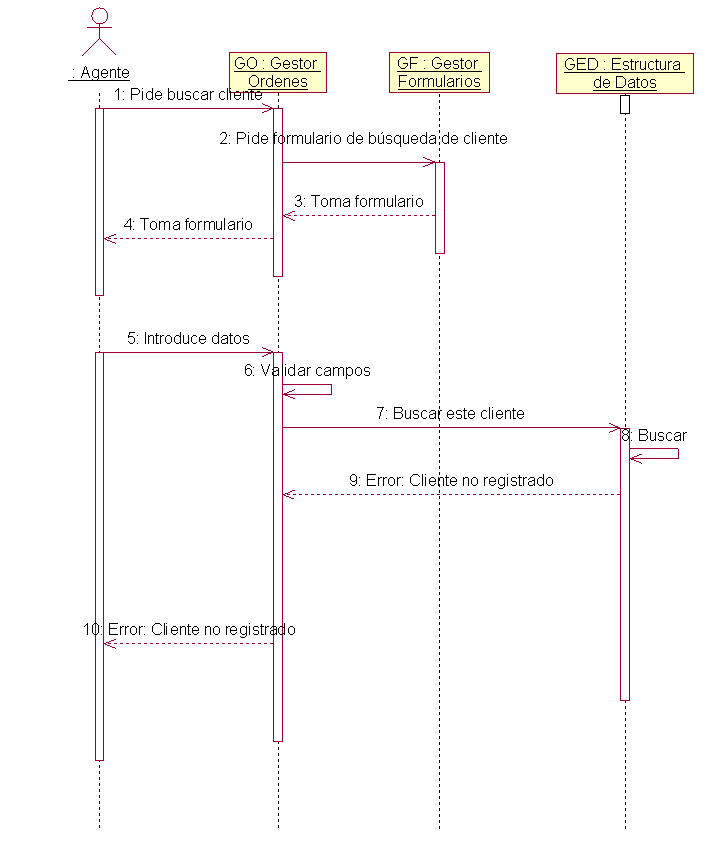 : Agente
GO : Gestor
Ordenes
GF : Gestor
Formularios
GED : Estructura
de Datos
1: Pide buscar cliente
2: Pide formulario de búsqueda de cliente
3: Toma formulario
4: Toma formulario
5: Introduce datos
6: Validar campos
7: Buscar este cliente
8: Buscar
9: Error: Cliente no registrado
10: Error: Cliente no registrado